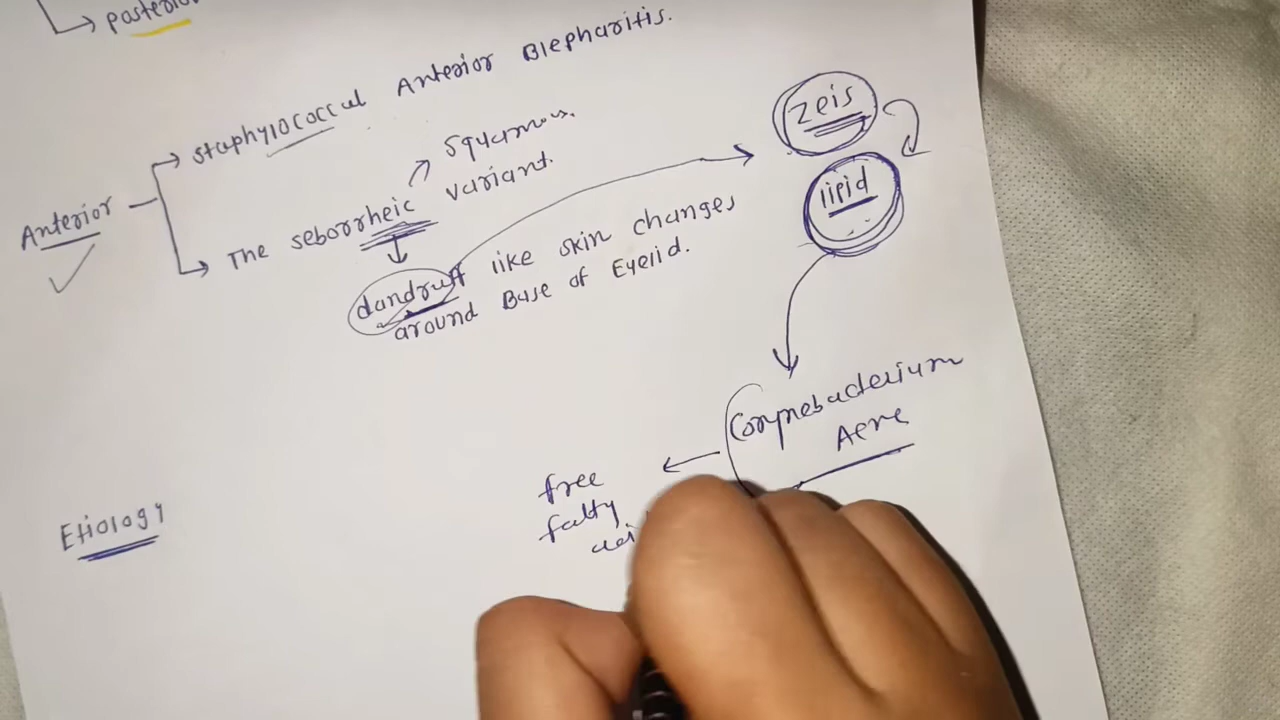 posterior
staphylococcul Anterior Blepharitis.
Anterior
The seborrheic
squamous
variant.
dandruff like skin changes
around Base of Eyelid.
zeis
lipid
Corynebacterium
Acne
free
fatty
Etiology